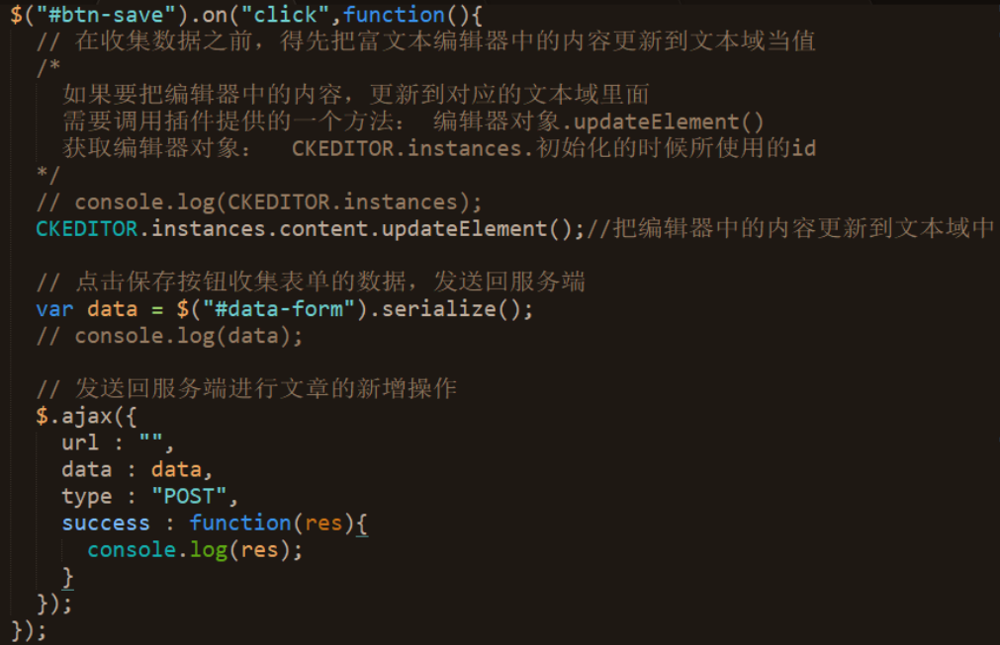 $("#btn-save").on("click",function(){
// 在收集数据之前，得先把富文本编辑器中的内容更新到文本域当值
/*
如果要把编辑器中的内容，更新到对应的文本域里面
需要调用插件提供的一个方法： 编辑器对象.updateElement()
获取编辑器对象： CKEDITOR.instances.初始化的时候所使用的id
*/
// console.log(CKEDITOR.instances);
CKEDITOR.instances.content.updateElement();//把编辑器中的内容更新到文本域中
// 点击保存按钮收集表单的数据，发送回服务端
var data = $("#data-form").serialize();
// console.log(data);
// 发送回服务端进行文章的新增操作
$.ajax({
url : "",
data : data,
type : "POST",
success : function(res){
console.log(res);
}
});
});